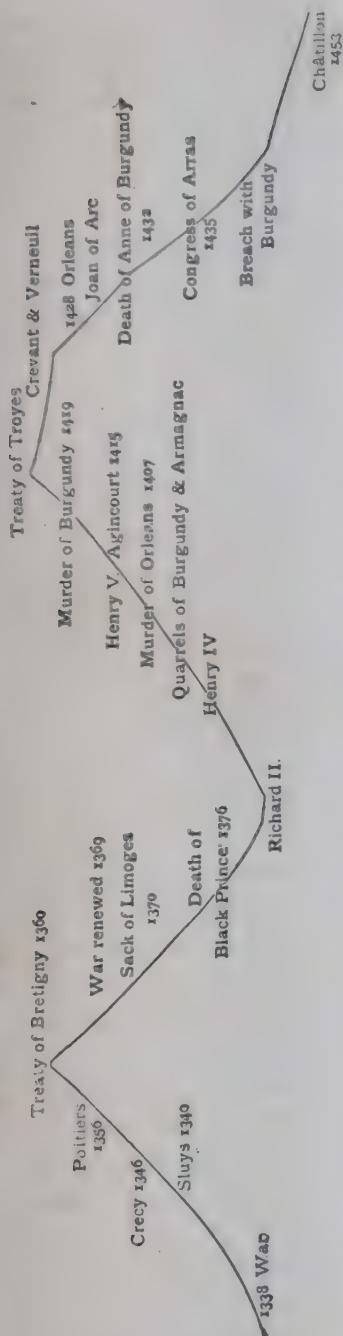 1338 War
Sluys 1340
Crecy 1346
Poitiers
1356
Treaty of Bretigny 1360
War renewed 1369
Sack of Limoges
1370
Death of
Black Prince 1376
Richard II.
Henry IV
Quarrels of Burgundy & Armagnac
Murder of Orleans 1407
Henry V. Agincourt 1415
Murder of Burgundy 1419
Treaty of Troyes
Crevant & Verneuil
1428 Orleans
Joan of Arc
Death of Anne of Burgundy
1432
Congress of Arras
1435
Breach with
Burgundy
Châtillon
1453